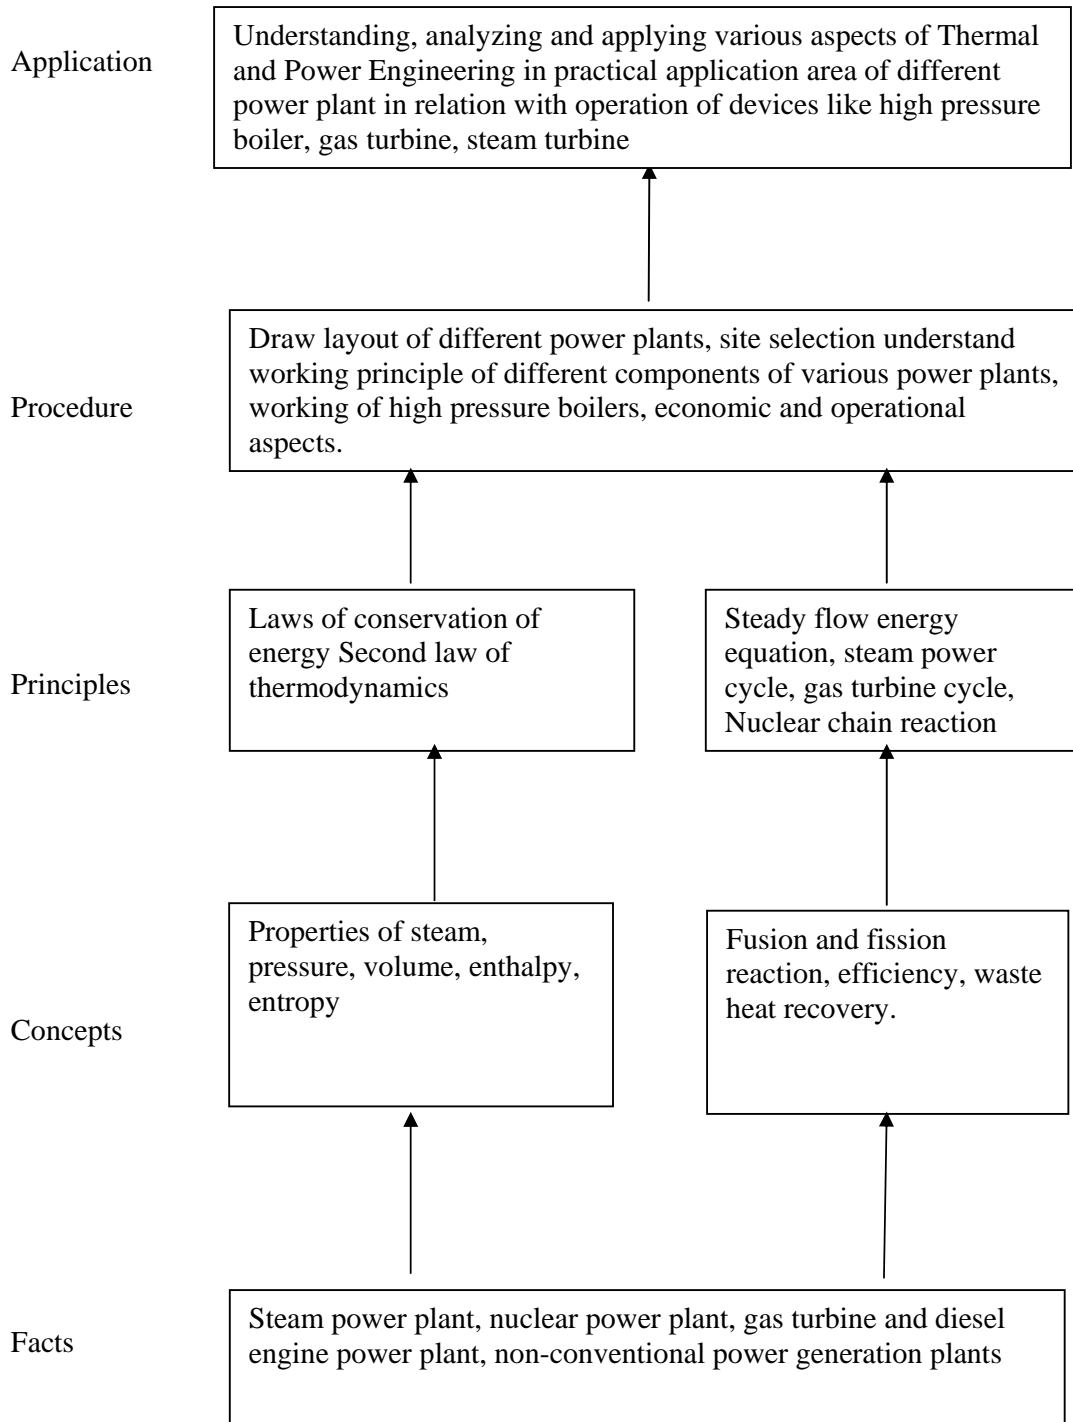 Application
Understanding, analyzing and applying various aspects of Thermal
and Power Engineering in practical application area of different
power plant in relation with operation of devices like high pressure
boiler, gas turbine, steam turbine
Procedure
Draw layout of different power plants, site selection understand
working principle of different components of various power plants,
working of high pressure boilers, economic and operational
aspects.
Principles
Laws of conservation of
energy Second law of
thermodynamics
Steady flow energy
equation, steam power
cycle, gas turbine cycle,
Nuclear chain reaction
Concepts
Properties of steam,
pressure, volume, enthalpy,
entropy
Fusion and fission
reaction, efficiency, waste
heat recovery.
Facts
Steam power plant, nuclear power plant, gas turbine and diesel
engine power plant, non-conventional power generation plants